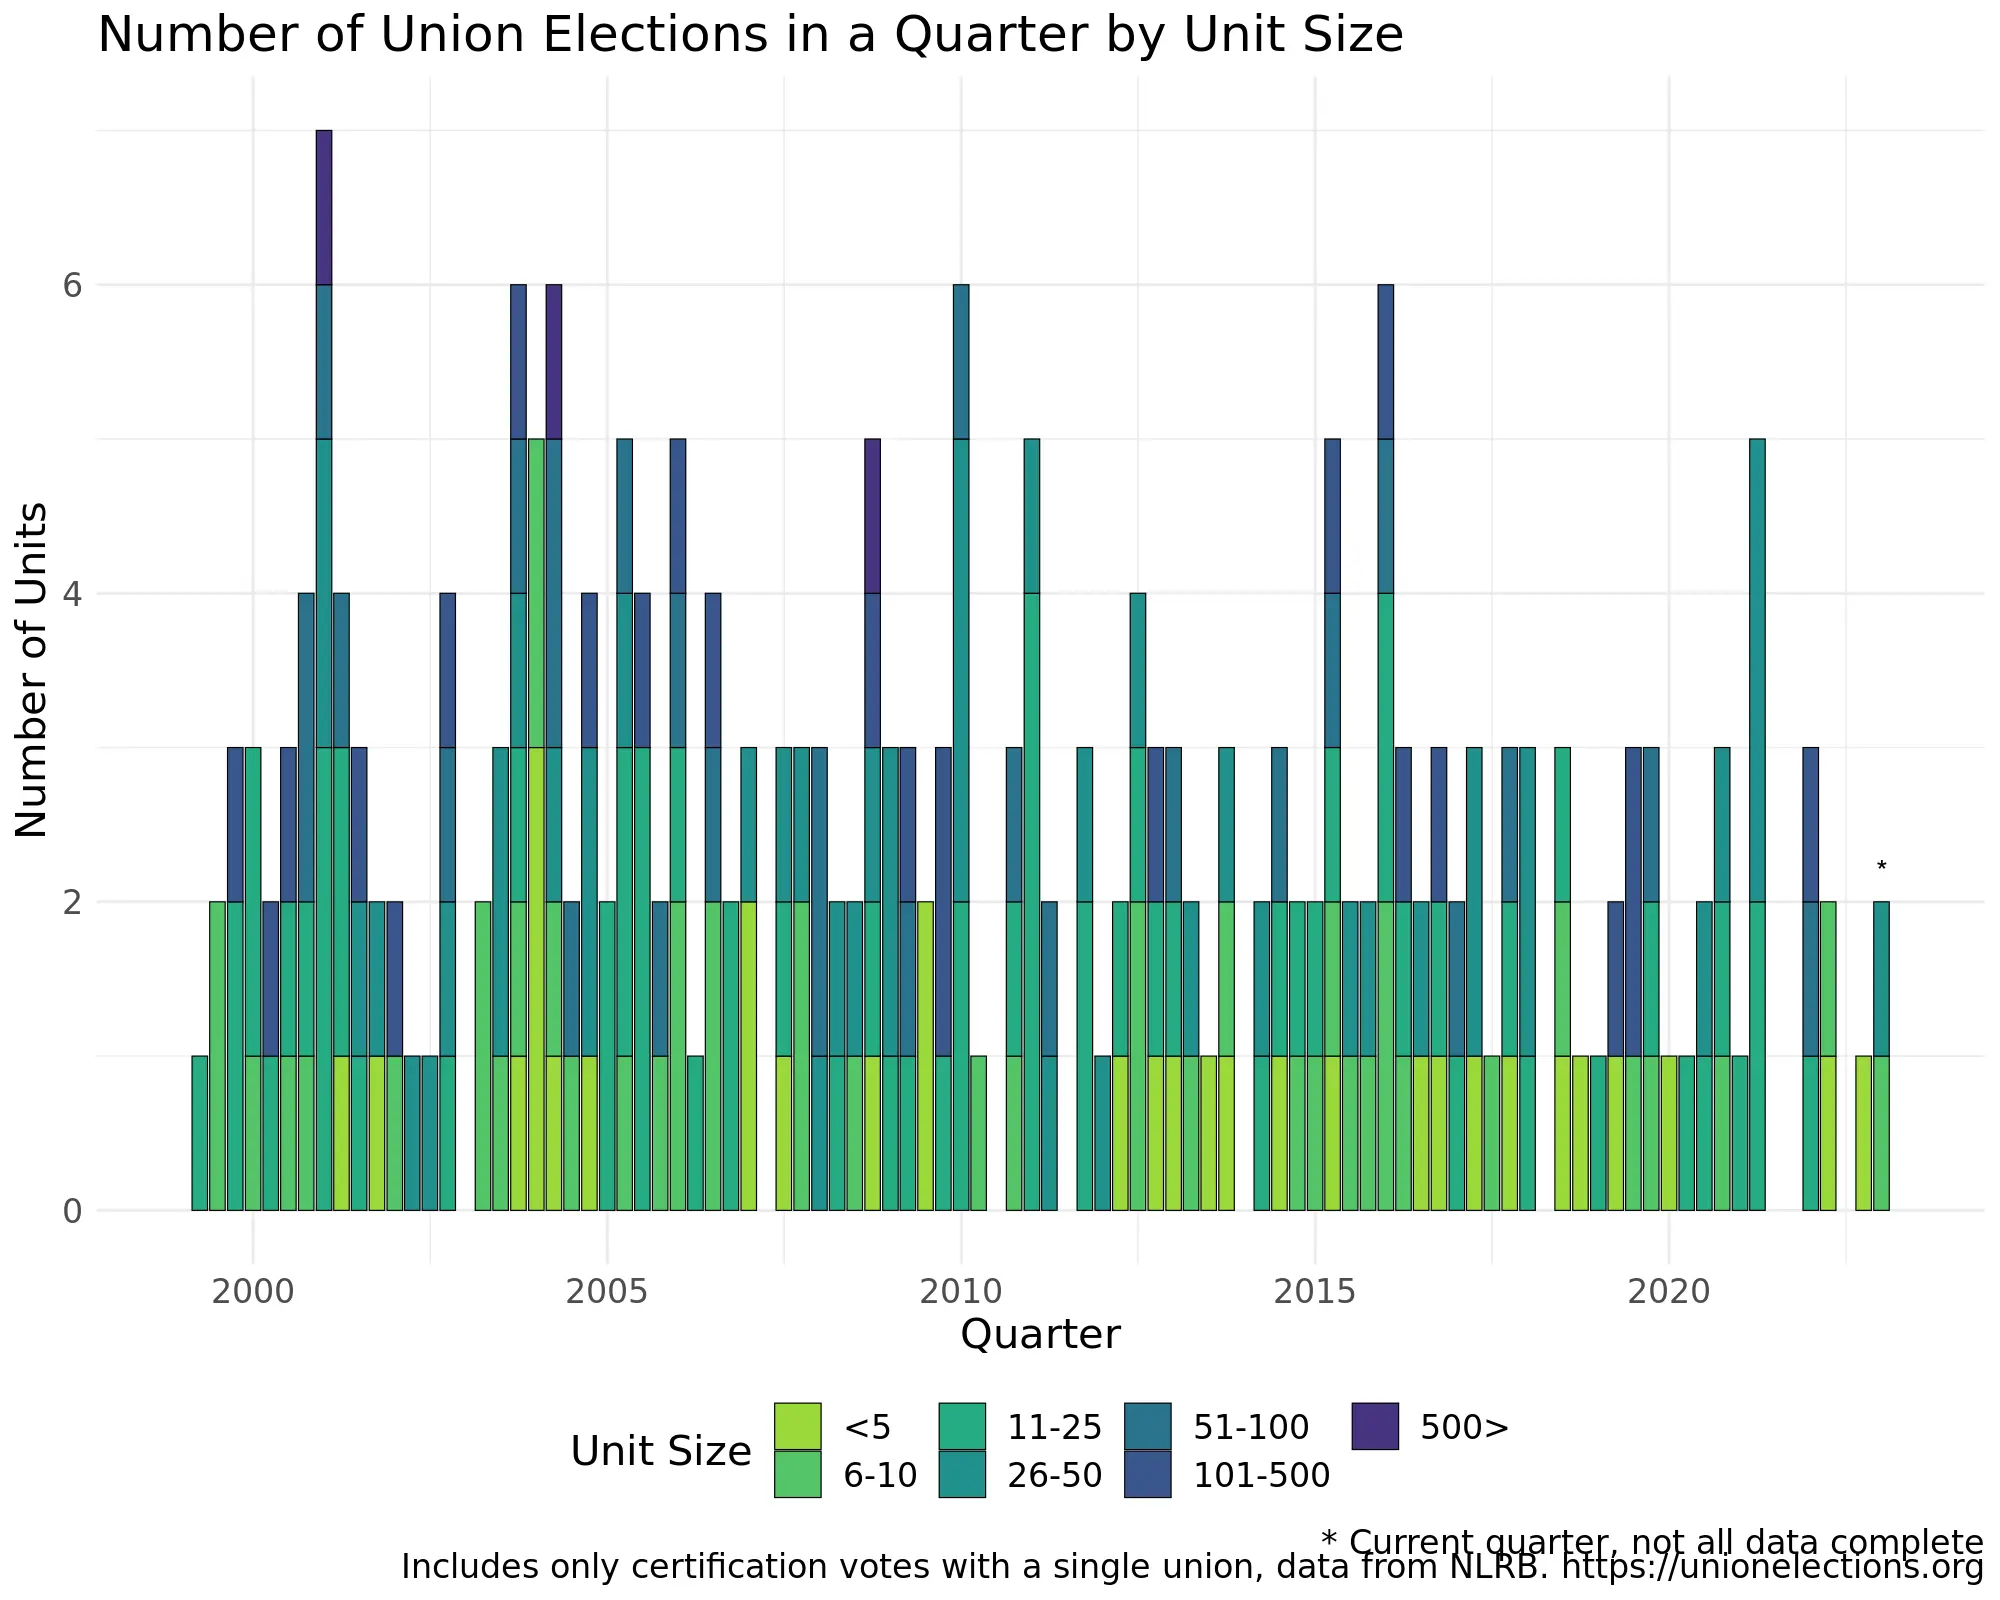 Number of Union Elections in a Quarter by Unit Size
Number of Units
6
4
2
0
*
2000 2005 2010 2015 2020
Quarter
Unit Size
<5 11-25 51-100 500>
6-10 26-50 101-500
* Current quarter, not all data complete
Includes only certification votes with a single union, data from NLRB. https://unionelections.org